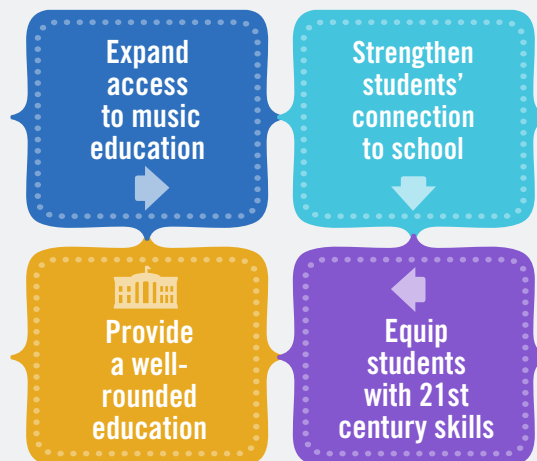 Expand
access
to music
education
Strengthen
students’
connection
to school
Provide
a well-
rounded
education
Equip
students
with 21st
century skills